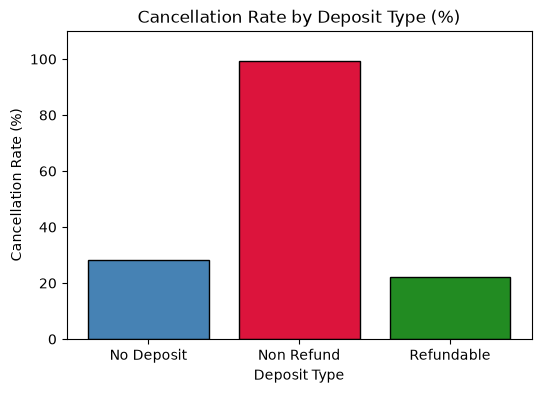 Cancellation Rate by Deposit Type (%)
Cancellation Rate (%)
100
80
60
40
20
0
No Deposit
Non Refund
Refundable
Deposit Type